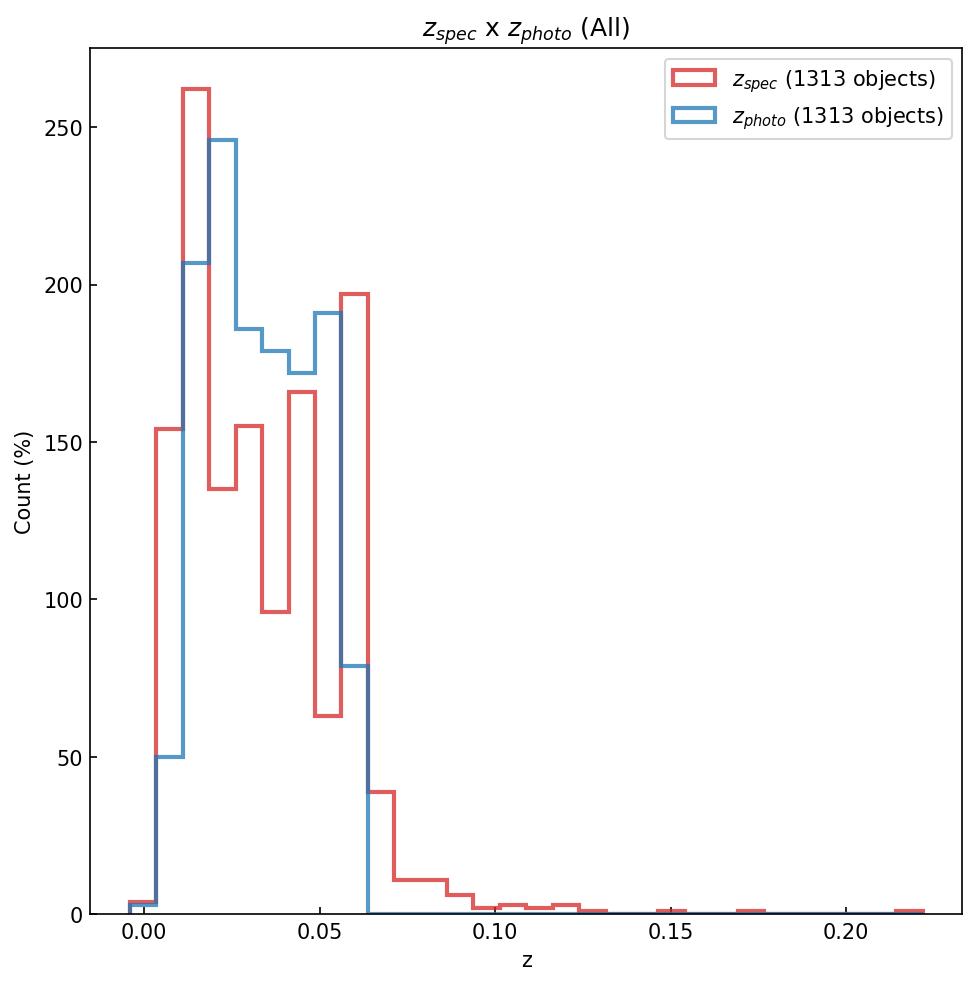 z_spec x z_photo (All)
z_spec (1313 objects)
z_photo (1313 objects)
Count (%)
250
200
150
100
50
0
0.00 0.05 0.10 0.15 0.20
z